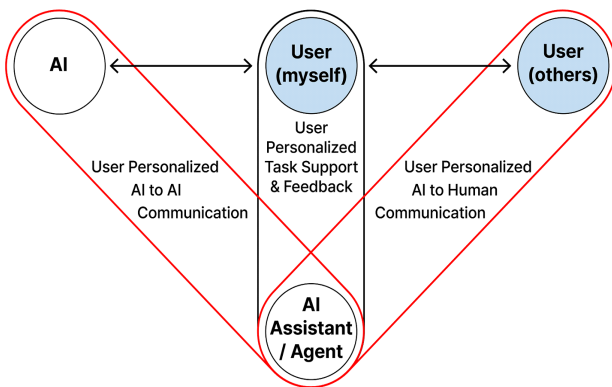 AI
User
(myself)
User
(others)
User
Personalized
Task Support
& Feedback
User Personalized
AI to AI
Communication
User Personalized
AI to Human
Communication
AI
Assistant
/ Agent